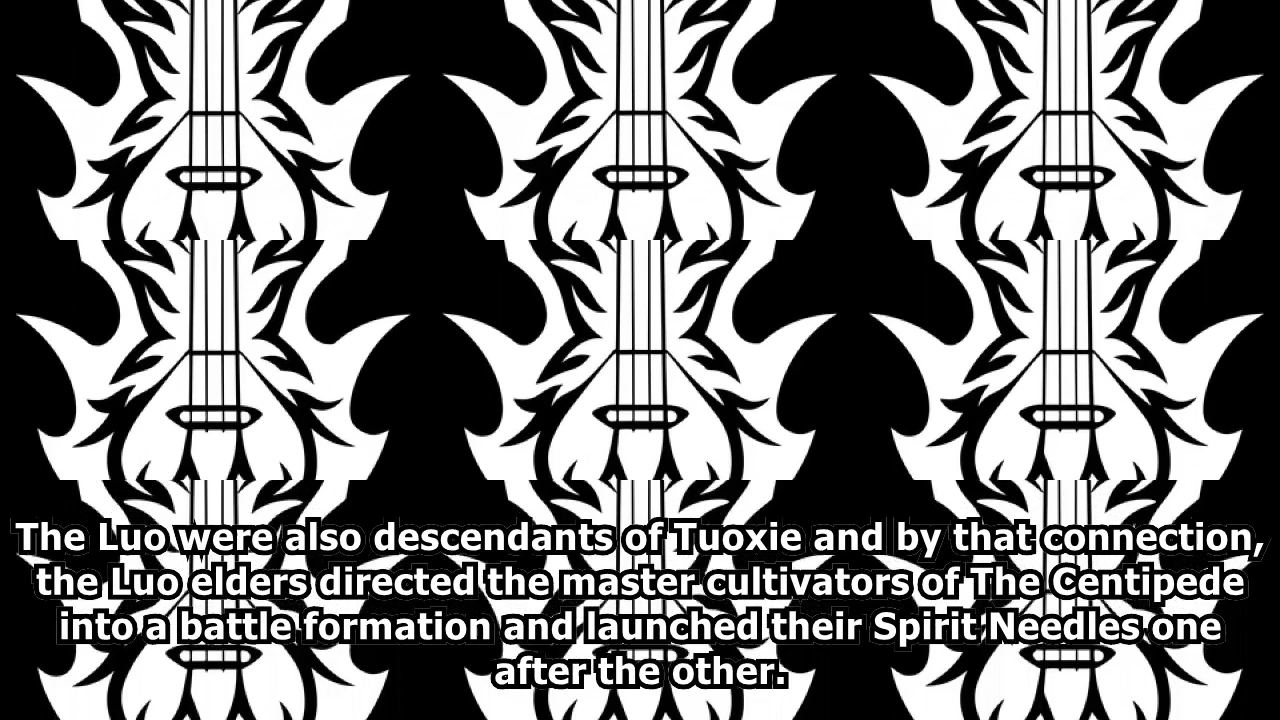 The Luo were also descendants of Tuoxie and by that connection,
the Luo elders directed the master cultivators of The Centipede
into a battle formation and launched their Spirit Needles one
after the other.